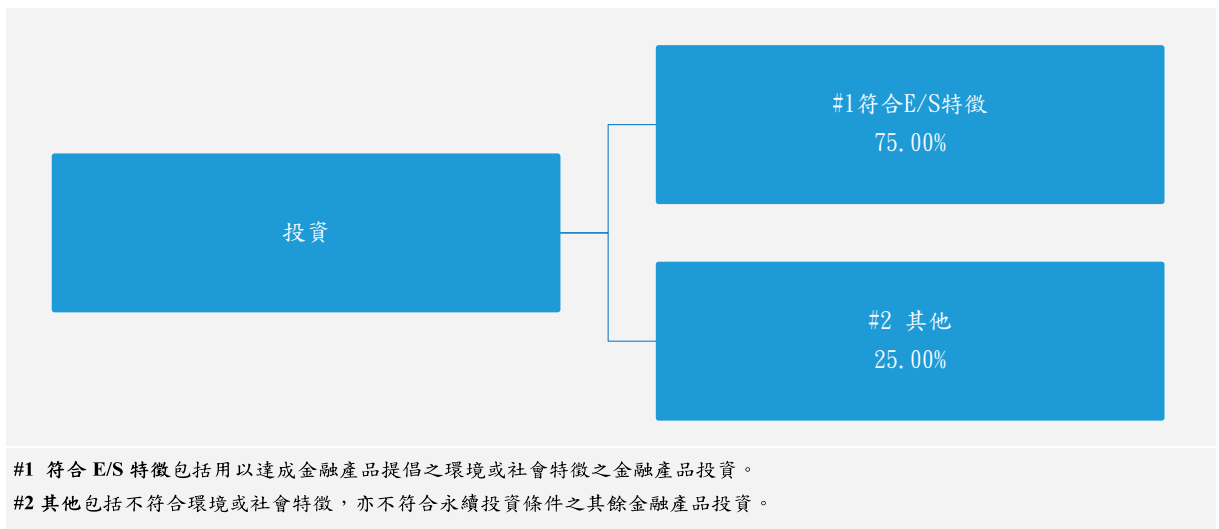 投資
#1符合E/S特徵
75.00%
#2 其他
25.00%
#1 符合 E/S 特徵包括用以達成金融產品提倡之環境或社會特徵之金融產品投資。
#2 其他包括不符合環境或社會特徵，亦不符合永續投資條件之其餘金融產品投資。